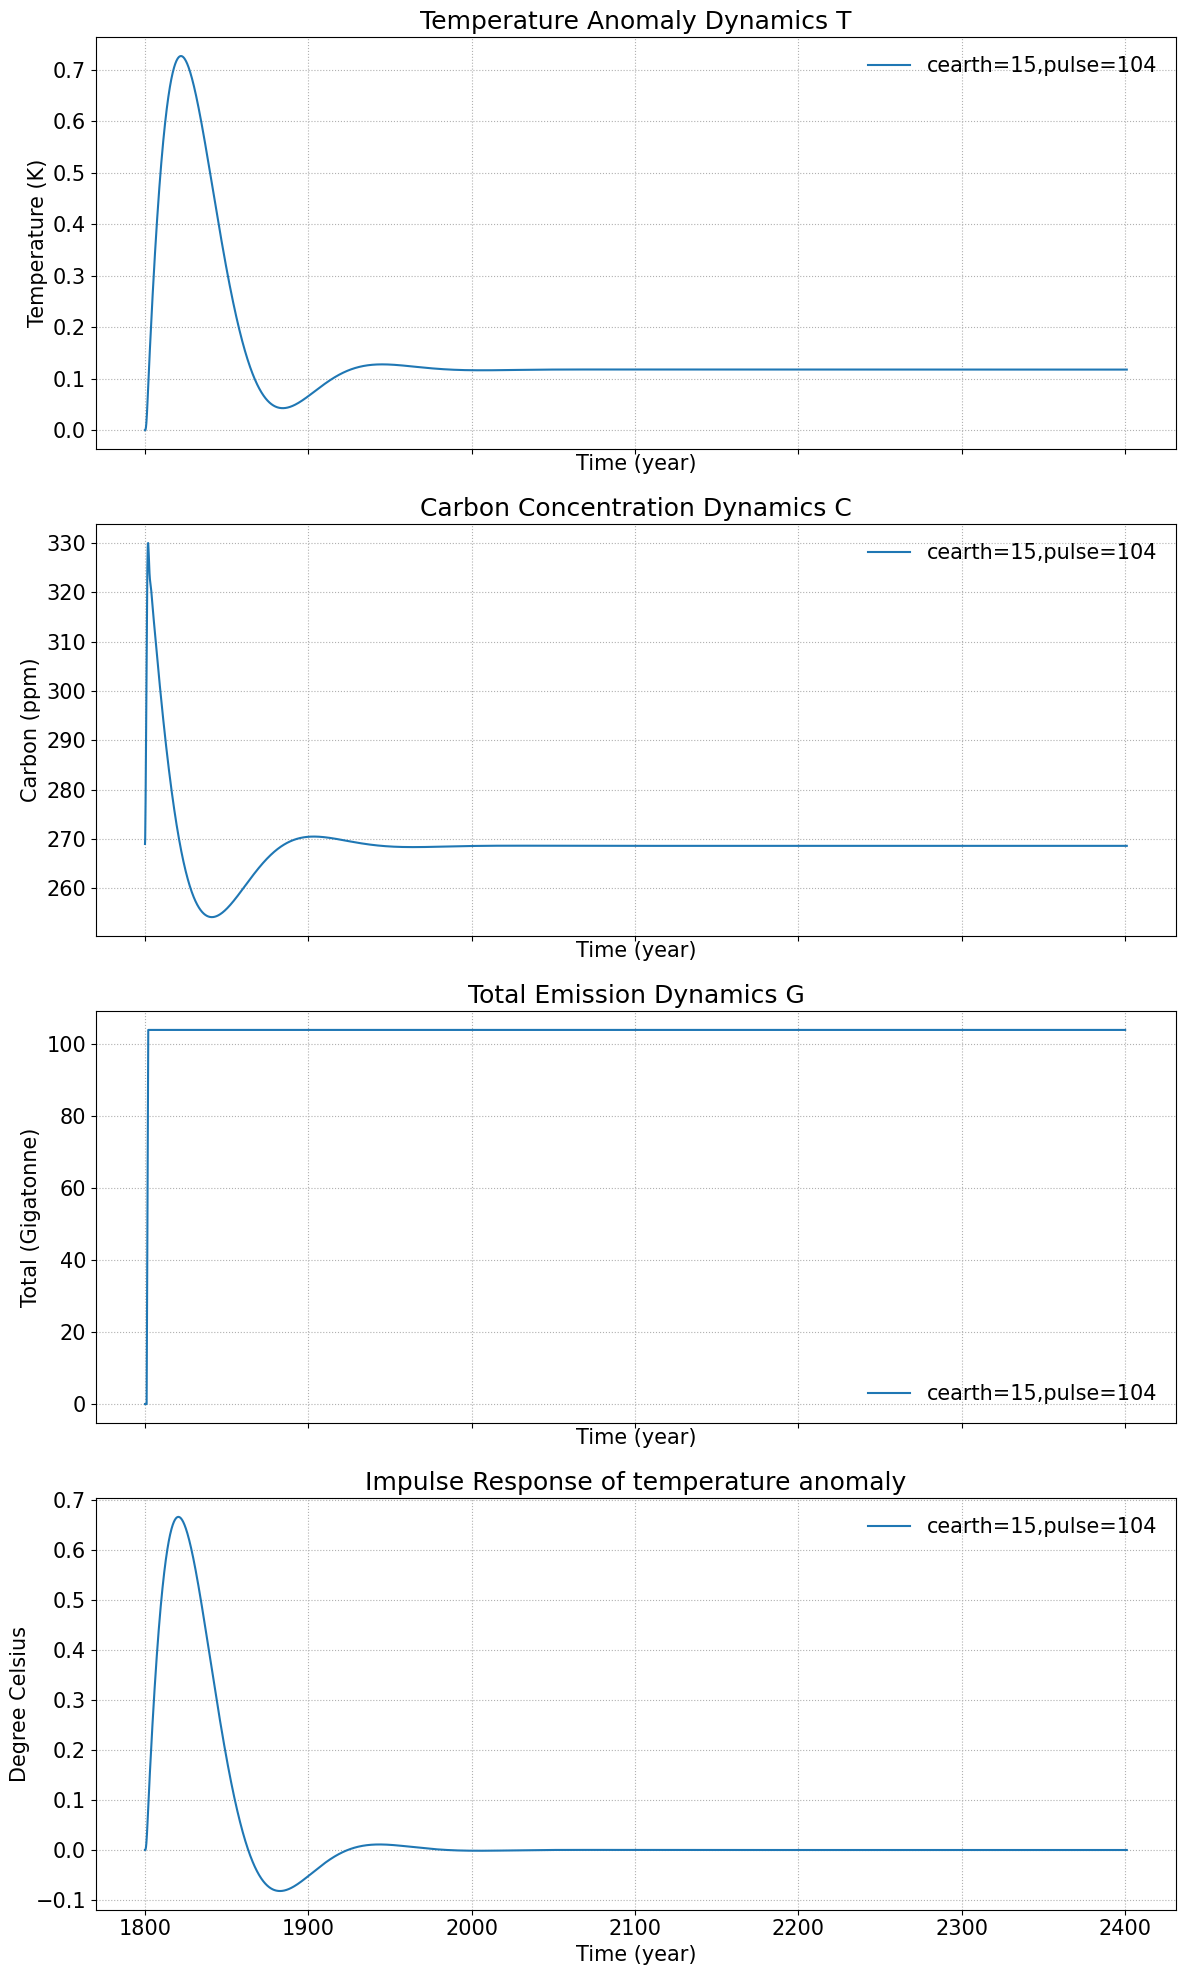 Temperature Anomaly Dynamics T
cearth=15,pulse=104
Temperature (K)
0.7
0.6
0.5
0.4
0.3
0.2
0.1
0.0
Time (year)
Carbon Concentration Dynamics C
cearth=15,pulse=104
Carbon (ppm)
330
320
310
300
290
280
270
260
Time (year)
Total Emission Dynamics G
Total (Gigatonne)
100
80
60
40
20
0
cearth=15,pulse=104
Time (year)
Impulse Response of temperature anomaly
cearth=15,pulse=104
Degree Celsius
0.7
0.6
0.5
0.4
0.3
0.2
0.1
0.0
−0.1
1800 1900 2000 2100 2200 2300 2400
Time (year)